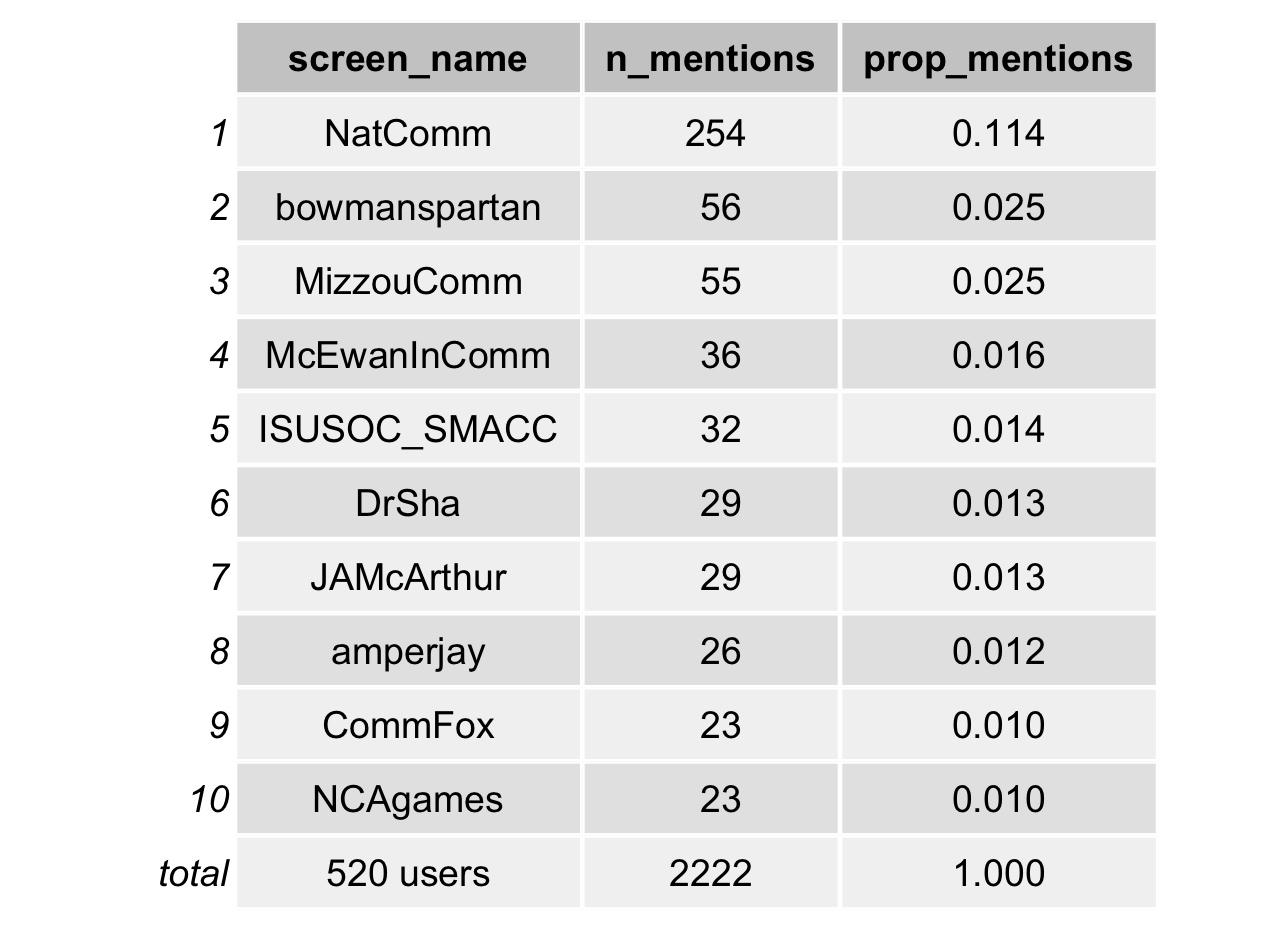 screen_name n_mentions prop_mentions
1 NatComm 254 0.114
2 bowmanspartan 56 0.025
3 MizzouComm 55 0.025
4 McEwanInComm 36 0.016
5 ISUSOC_SMACC 32 0.014
6 DrSha 29 0.013
7 JAMcArthur 29 0.013
8 amperjay 26 0.012
9 CommFox 23 0.010
10 NCAgames 23 0.010
total 520 users 2222 1.000